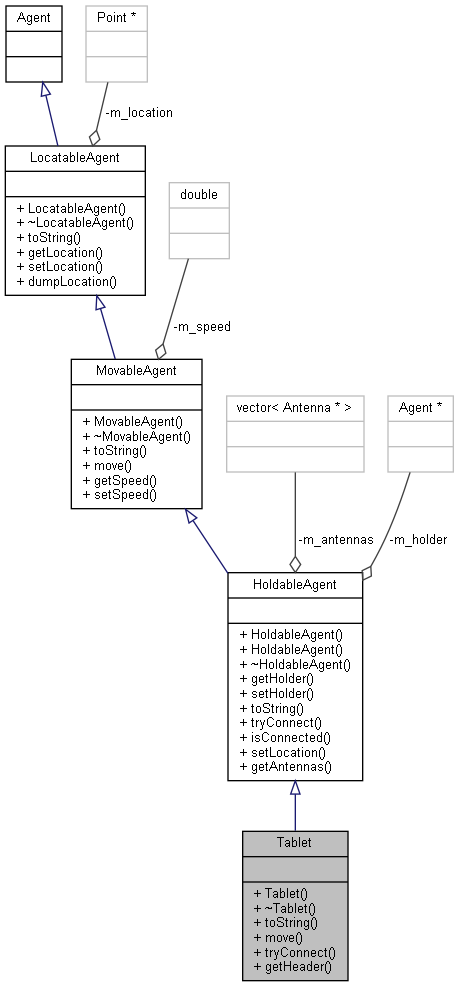 Agent
Point *
-m_location
LocatableAgent
+ LocatableAgent()
+ ~LocatableAgent()
+ toString()
+ getLocation()
+ setLocation()
+ dumpLocation()
double
-m_speed
MovableAgent
+ MovableAgent()
+ ~MovableAgent()
+ toString()
+ move()
+ getSpeed()
+ setSpeed()
vector< Antenna * >
Agent *
-m_antennas
-m_holder
HoldableAgent
+ HoldableAgent()
+ HoldableAgent()
+ ~HoldableAgent()
+ getHolder()
+ setHolder()
+ toString()
+ tryConnect()
+ isConnected()
+ setLocation()
+ getAntennas()
Tablet
+ Tablet()
+ ~Tablet()
+ toString()
+ move()
+ tryConnect()
+ getHeader()